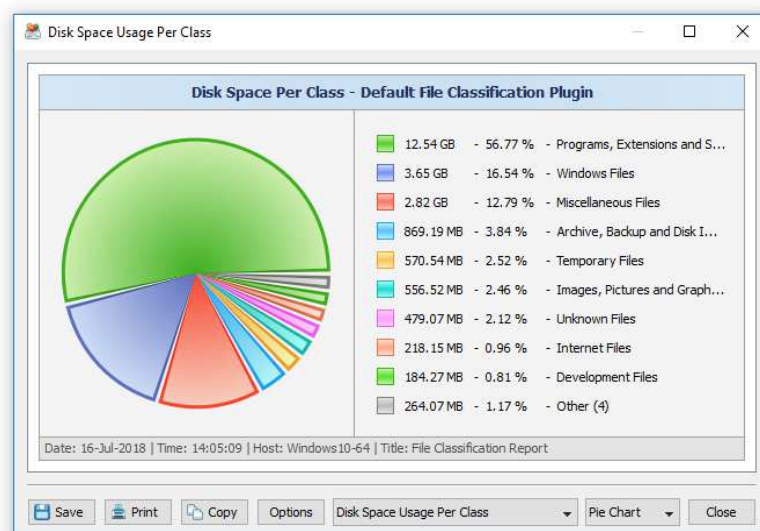 Disk Space Usage Per Class
Disk Space Per Class - Default File Classification Plugin
12.54 GB - 56.77 % - Programs, Extensions and S...
3.65 GB - 16.54 % - Windows Files
2.82 GB - 12.79 % - Miscellaneous Files
869.19 MB - 3.84 % - Archive, Backup and Disk I...
570.54 MB - 2.52 % - Temporary Files
556.52 MB - 2.46 % - Images, Pictures and Graph...
479.07 MB - 2.12 % - Unknown Files
218.15 MB - 0.96 % - Internet Files
184.27 MB - 0.81 % - Development Files
264.07 MB - 1.17 % - Other (4)
Date: 16-Jul-2018 | Time: 14:05:09 | Host: Windows10-64 | Title: File Classification Report
Save Print Copy Options Disk Space Usage Per Class Pie Chart Close